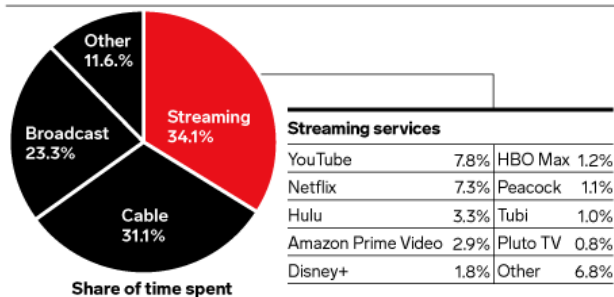 Other
11.6.%
Streaming
34.1%
Broadcast
23.3%
Cable
31.1%
Share of time spent
Streaming services
YouTube 7.8% HBO Max 1.2%
Netflix 7.3% Peacock 1.1%
Hulu 3.3% Tubi 1.0%
Amazon Prime Video 2.9% Pluto TV 0.8%
Disney+ 1.8% Other 6.8%